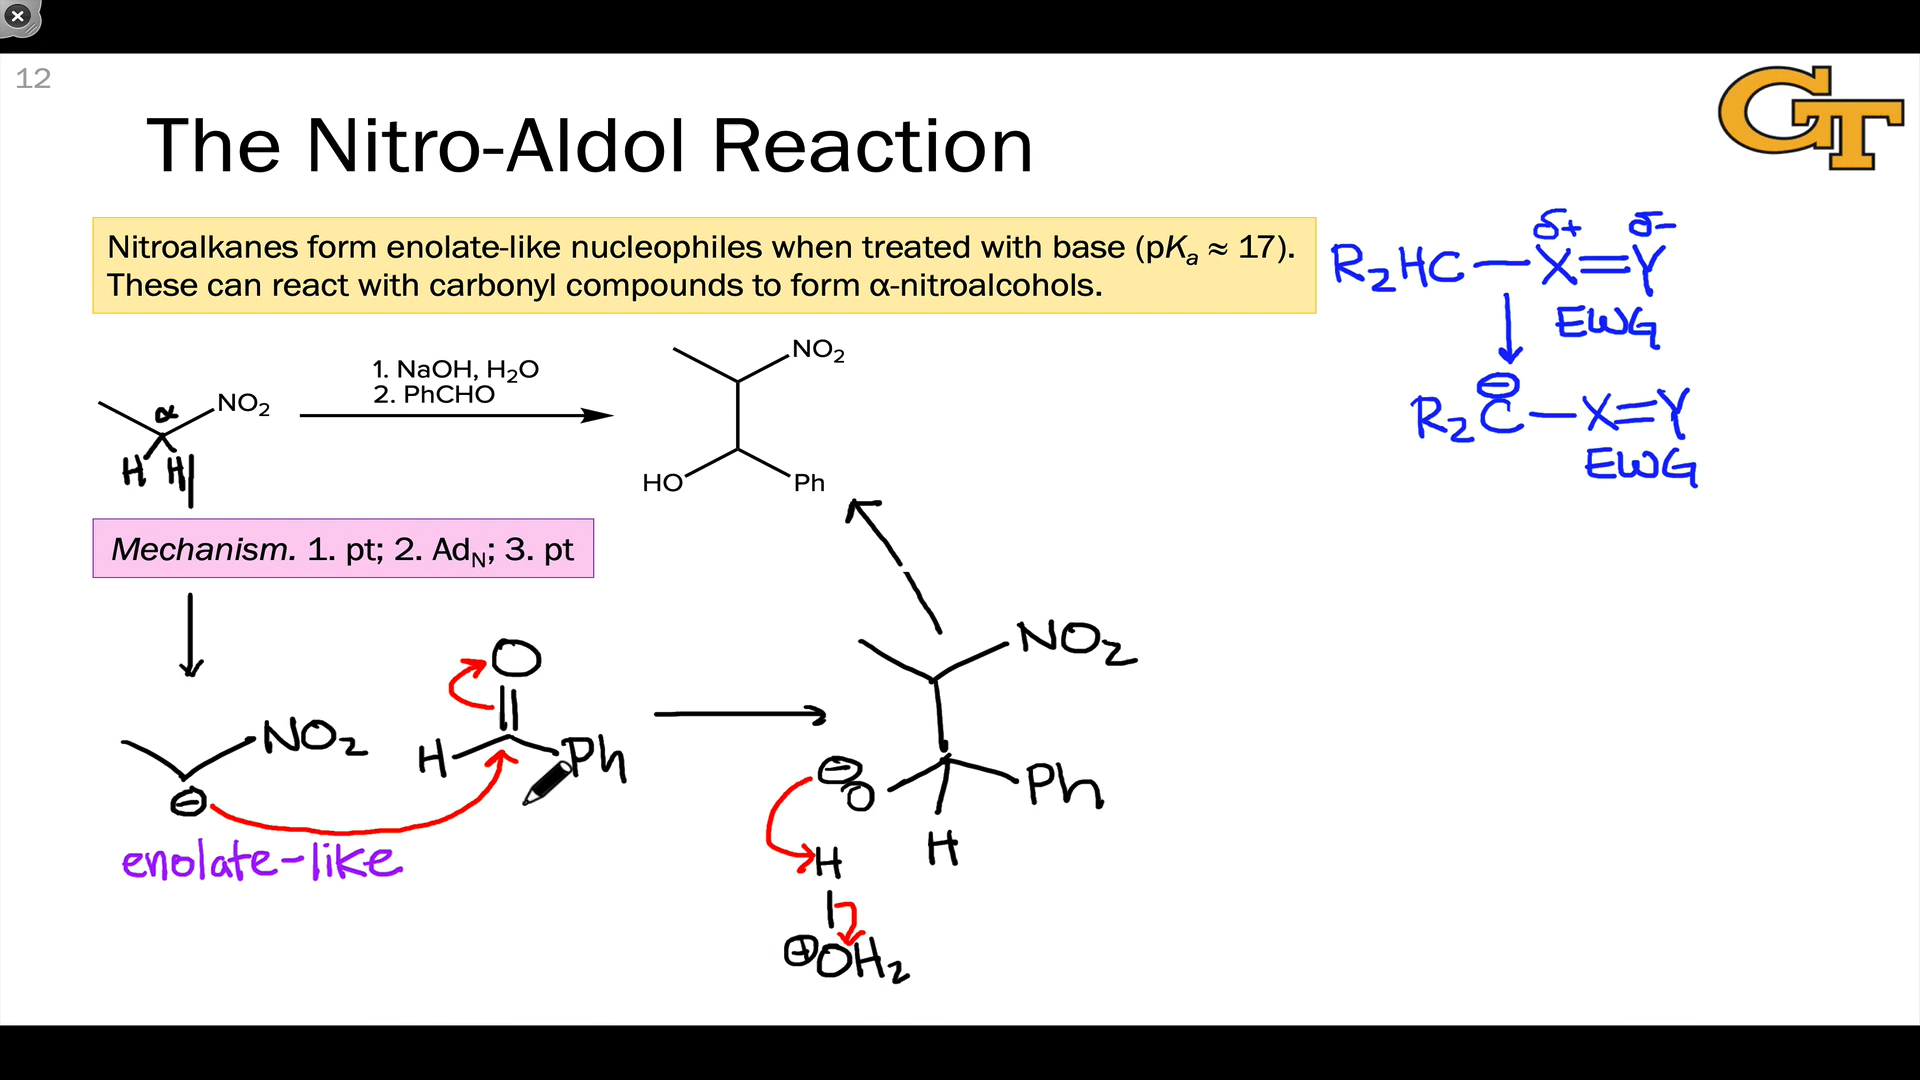 12
GT
The Nitro-Aldol Reaction
Nitroalkanes form enolate-like nucleophiles when treated with base (pKₐ ≈ 17).
These can react with carbonyl compounds to form α-nitroalcohols.
δ+ δ-
R₂HC—X=Y
EWG
⊖
R₂C—X=Y
EWG
α
NO₂
H H
1. NaOH, H₂O
2. PhCHO
NO₂
HO
Ph
Mechanism. 1. pt; 2. Ad_N; 3. pt
NO₂
⊖
enolate-like
O
H
Ph
NO₂
⊖
O
Ph
H
H
⊕OH₂